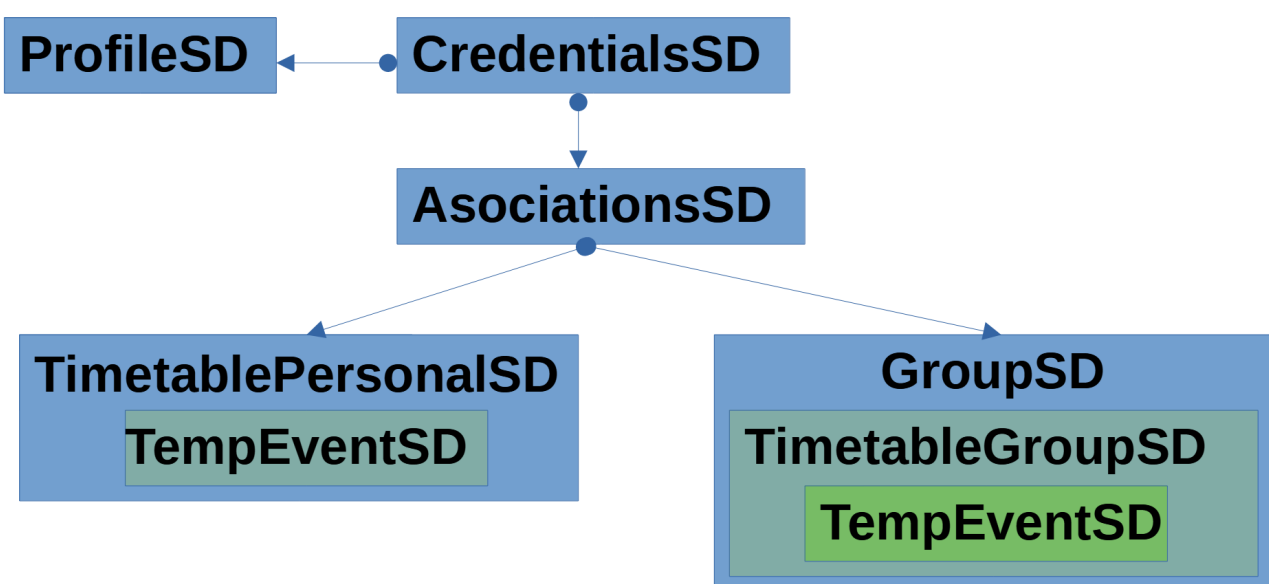 ProfileSD
CredentialsSD
AsociationsSD
TimetablePersonalSD
TempEventSD
GroupSD
TimetableGroupSD
TempEventSD